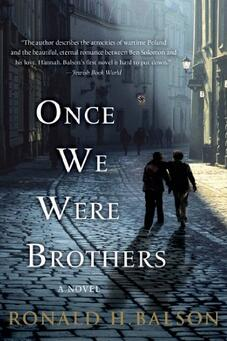 "The author describes the atrocities of wartime Poland
and the beautiful, eternal romance between Ben Solomon and
his love, Hannah. Balson's first novel is hard to put down."
—Jewish Book World
ONCE
WE
WERE
BROTHERS
A NOVEL
RONALD H. BALSON